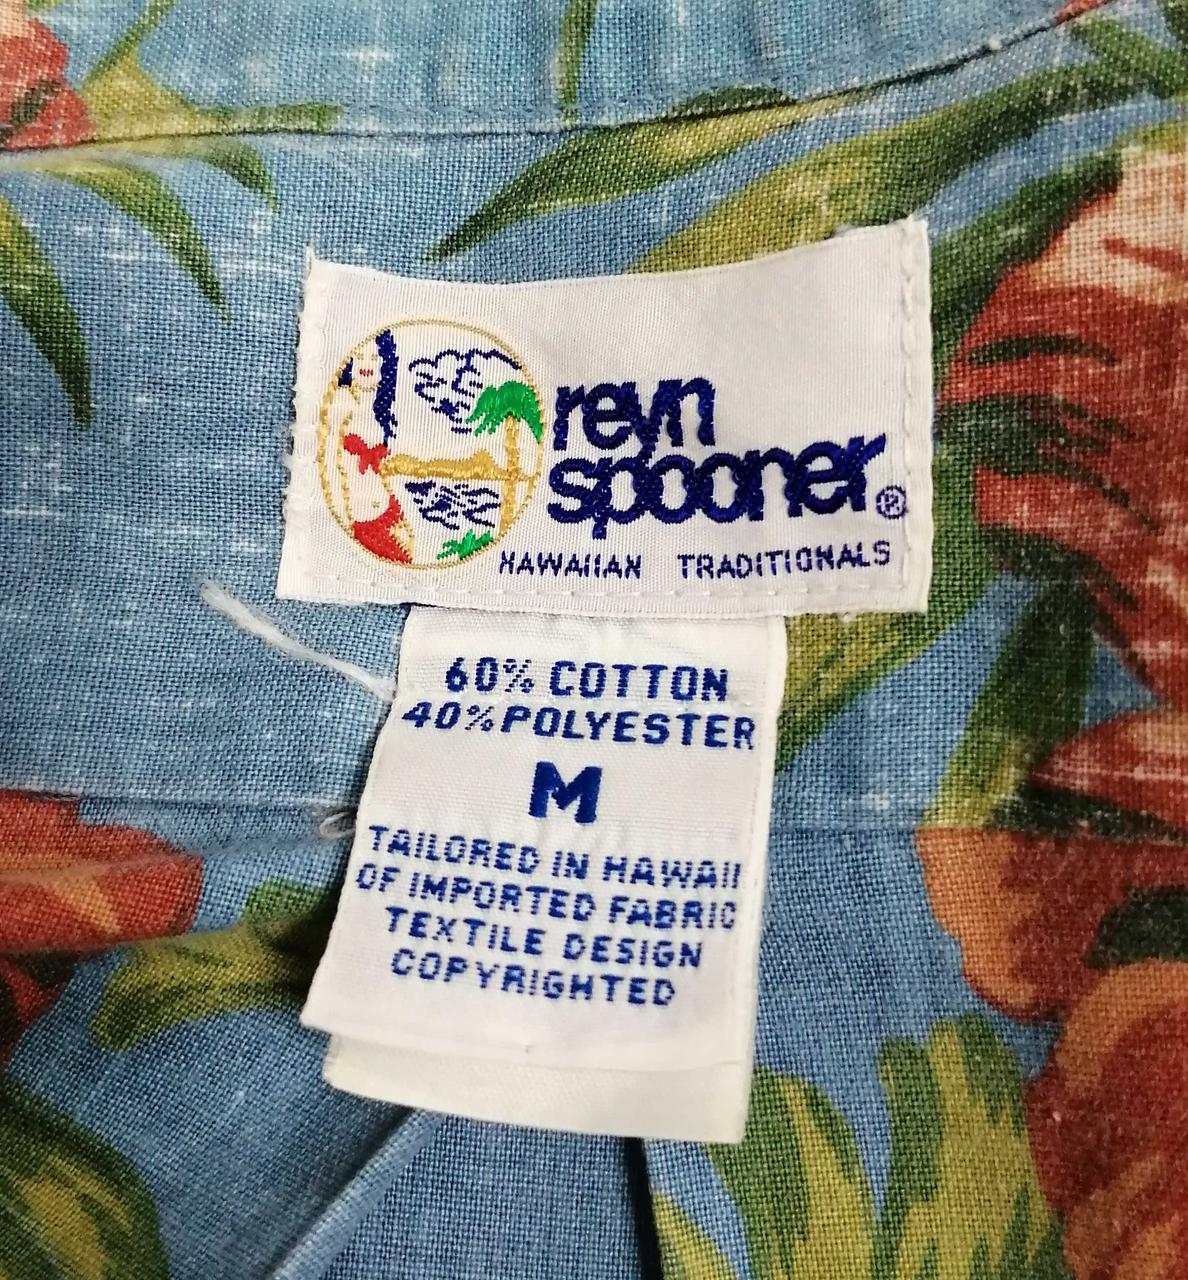 reyn
spooner®
HAWAIIAN TRADITIONALS
60% COTTON
40% POLYESTER
M
TAILORED IN HAWAII
OF IMPORTED FABRIC
TEXTILE DESIGN
COPYRIGHTED